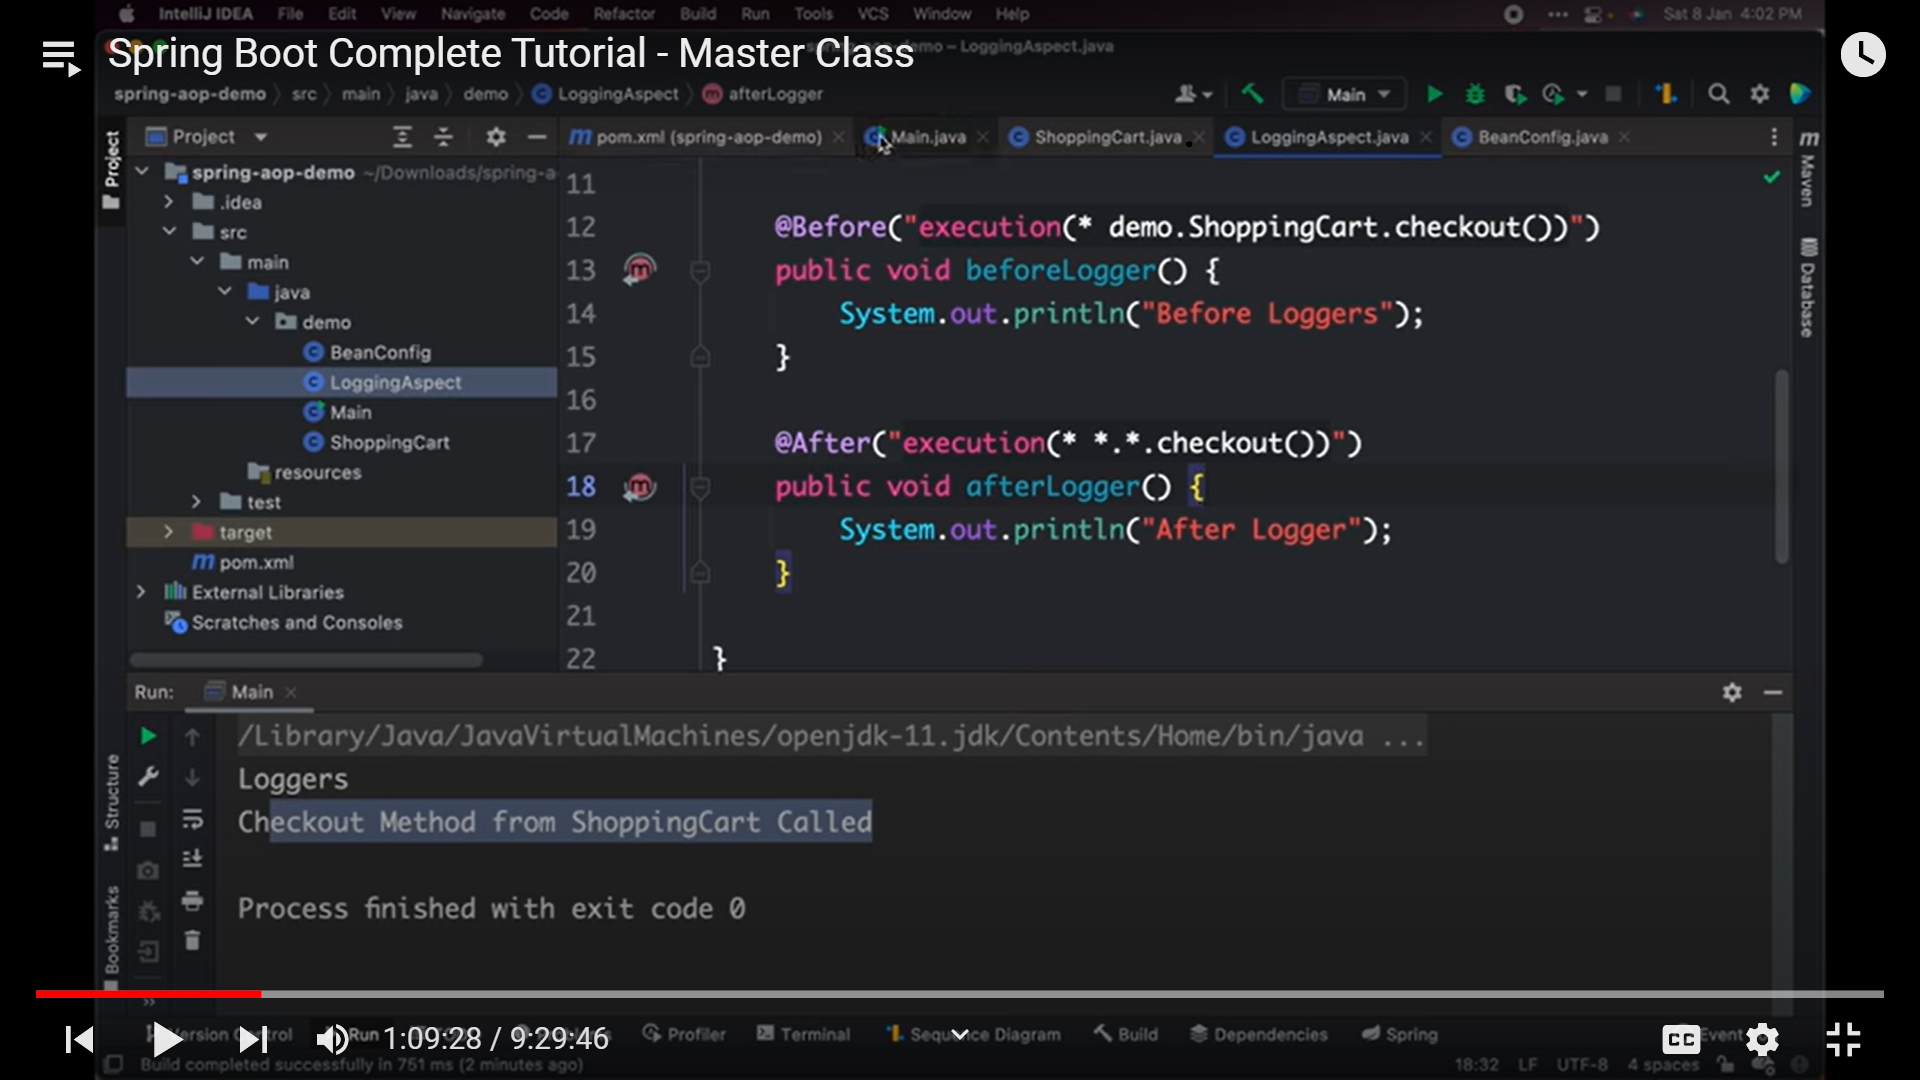 IntelliJ IDEA File Edit View Navigate Code Refactor Build Run Tools VCS Window Help Sat 8 Jan 4:02 PM
Spring Boot Complete Tutorial - Master Class
LoggingAspect.java
spring-aop-demo src main java demo LoggingAspect afterLogger Main
Project pom.xml (spring-aop-demo) Main.java ShoppingCart.java LoggingAspect.java BeanConfig.java
Project
Maven
Database
spring-aop-demo ~/Downloads/spring-a
.idea
src
main
java
demo
BeanConfig
LoggingAspect
Main
ShoppingCart
resources
test
target
pom.xml
External Libraries
Scratches and Consoles
11
12 @Before("execution(* demo.ShoppingCart.checkout())")
13 public void beforeLogger() {
14 System.out.println("Before Loggers");
15 }
16
17 @After("execution(* *.*.checkout())")
18 public void afterLogger() {
19 System.out.println("After Logger");
20 }
21
22 }
Run: Main
/Library/Java/JavaVirtualMachines/openjdk-11.jdk/Contents/Home/bin/java ...
Loggers
Checkout Method from ShoppingCart Called
Process finished with exit code 0
Structure
Bookmarks
Run Profiler Terminal Sequence Diagram Build Dependencies Spring Event
1:09:28 / 9:29:46
CC
Build completed successfully in 751 ms (2 minutes ago) 18:32 LF UTF-8 4 spaces